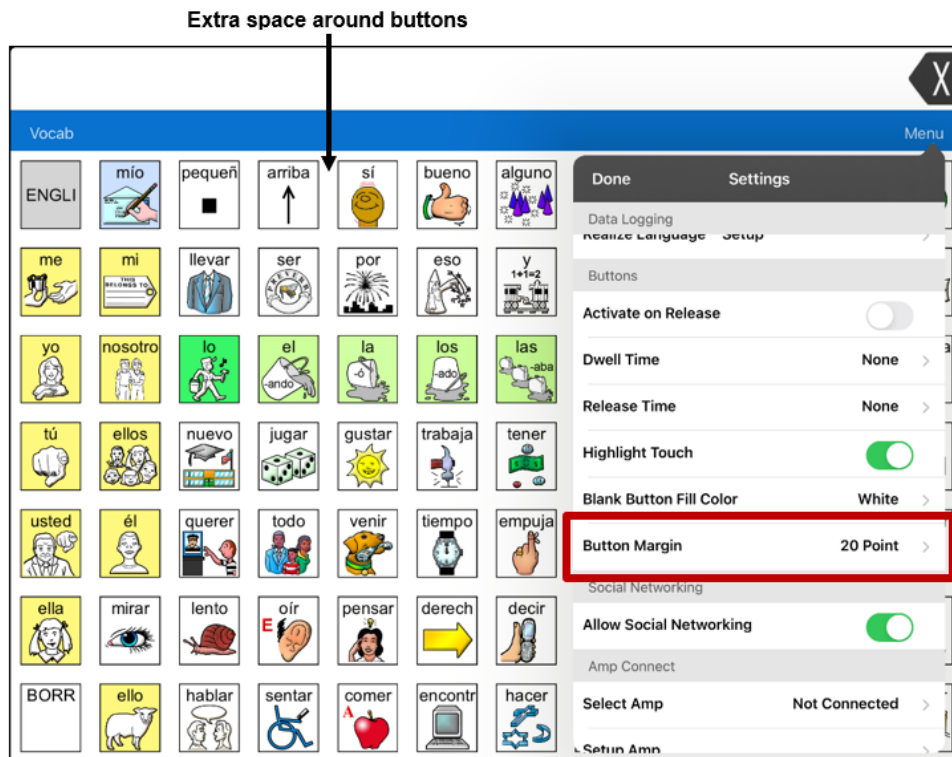 Extra space around buttons
X
Vocab
Menu
ENGLI
mío
pequeñ
arriba
sí
bueno
alguno
me
mi
THIS BELONGS TO
llevar
ser
por
eso
y
1+1=2
yo
nosotro
lo
el
-ando
la
-ó
los
-ado
las
-aba
tú
ellos
nuevo
jugar
gustar
trabaja
tener
usted
él
querer
todo
venir
tiempo
empuja
ella
mirar
lento
oír
E
pensar
derech
decir
BORR
ello
hablar
sentar
comer
A
encontr
hacer
Done
Settings
Data Logging
Realize Language Setup
Buttons
Activate on Release
Dwell Time None
Release Time None
Highlight Touch
Blank Button Fill Color White
Button Margin 20 Point
Social Networking
Allow Social Networking
Amp Connect
Select Amp Not Connected
Setup Amp